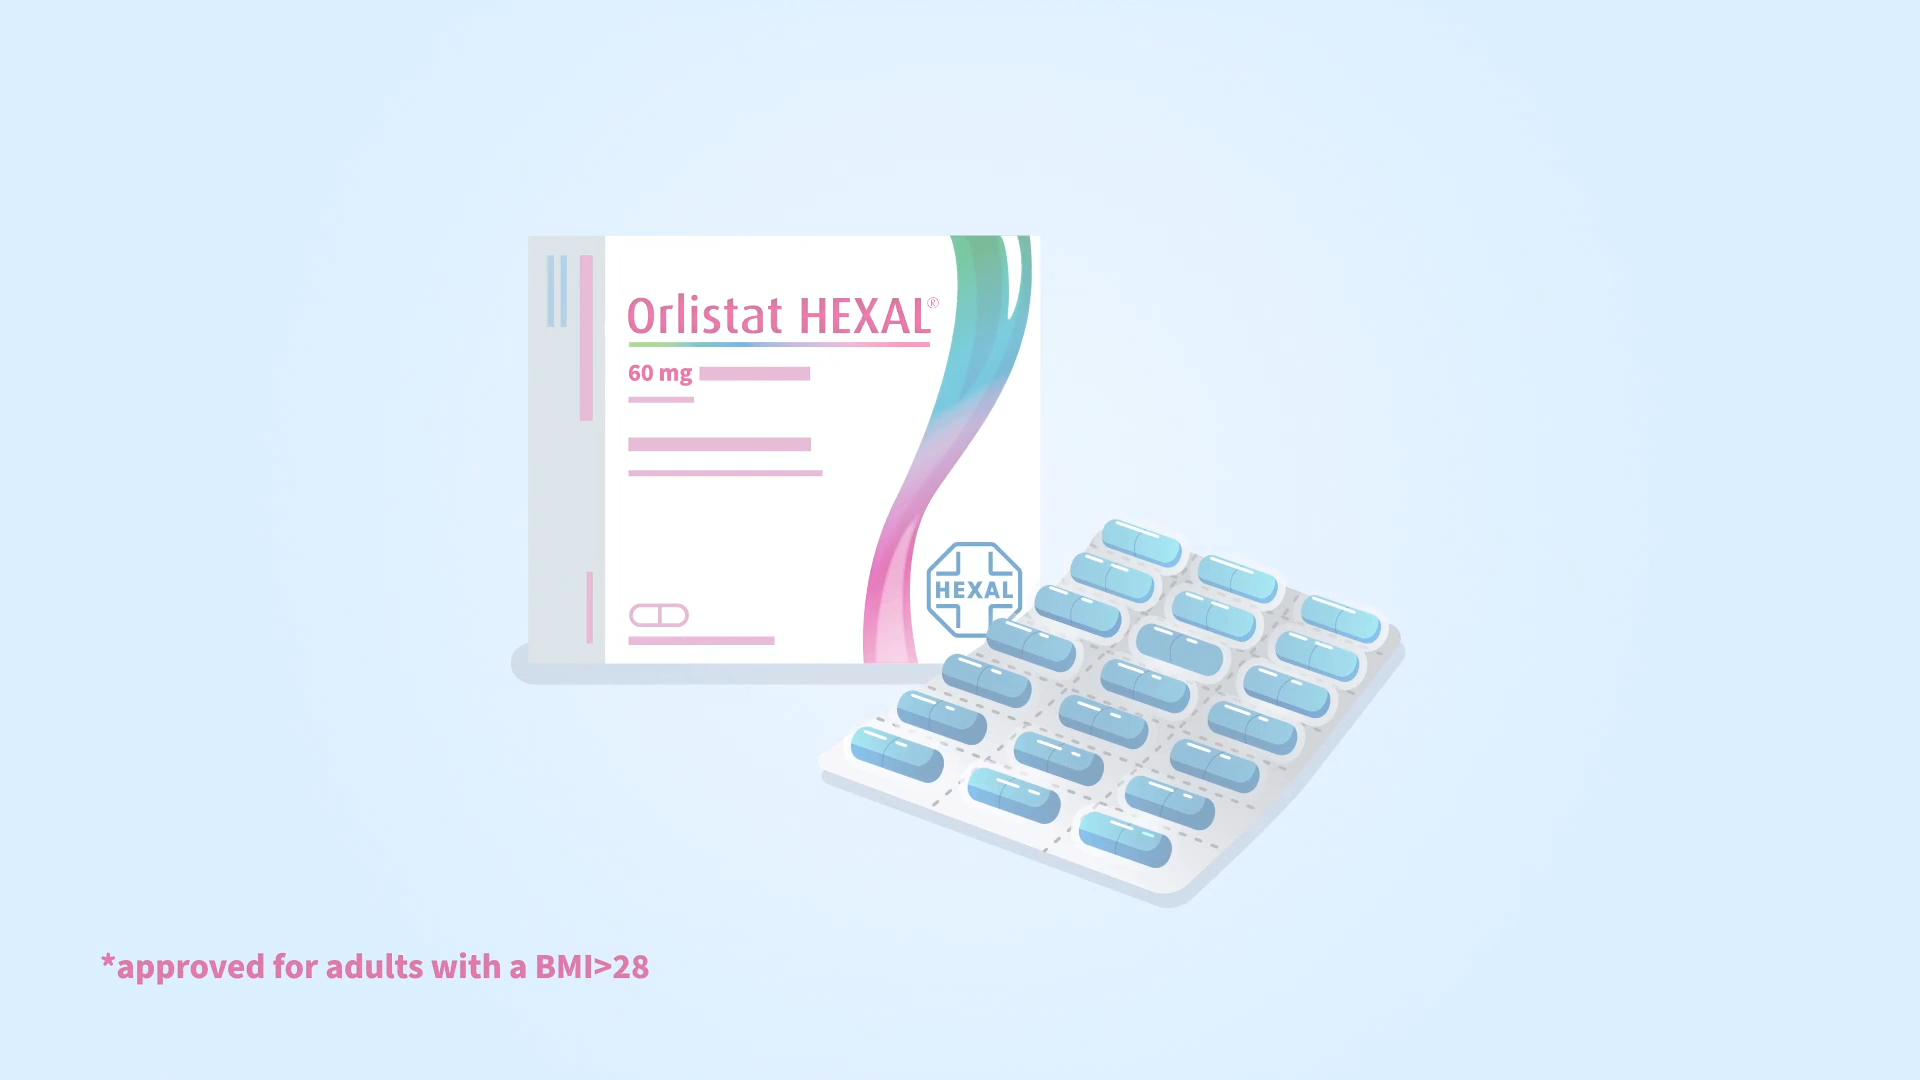 Orlistat HEXAL®
60 mg
HEXAL
*approved for adults with a BMI>28